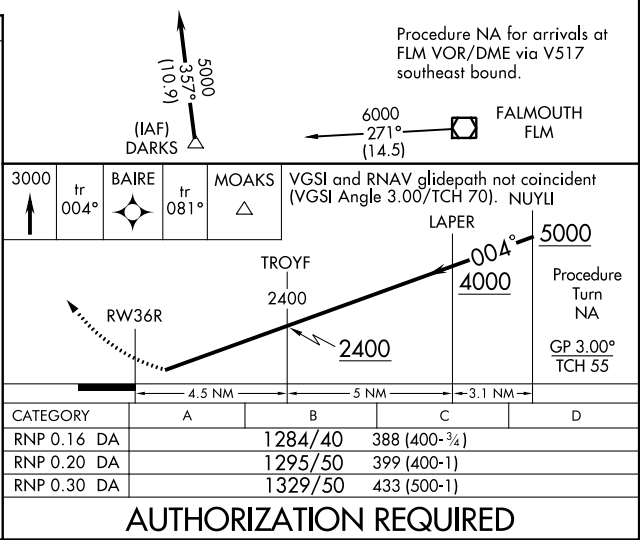 5000
357°
(10.9)
(IAF)
DARKS
Procedure NA for arrivals at
FLM VOR/DME via V517
southeast bound.
6000
271°
(14.5)
FALMOUTH
FLM
3000
tr
004°
BAIRE
tr
081°
MOAKS
VGSI and RNAV glidepath not coincident
(VGSI Angle 3.00/TCH 70).
NUYLI
LAPER
5000
004°
4000
TROYF
2400
2400
RW36R
Procedure
Turn
NA
GP 3.00°
TCH 55
4.5 NM
5 NM
3.1 NM
CATEGORY A B C D
RNP 0.16 DA 1284/40 388 (400-¾)
RNP 0.20 DA 1295/50 399 (400-1)
RNP 0.30 DA 1329/50 433 (500-1)
AUTHORIZATION REQUIRED